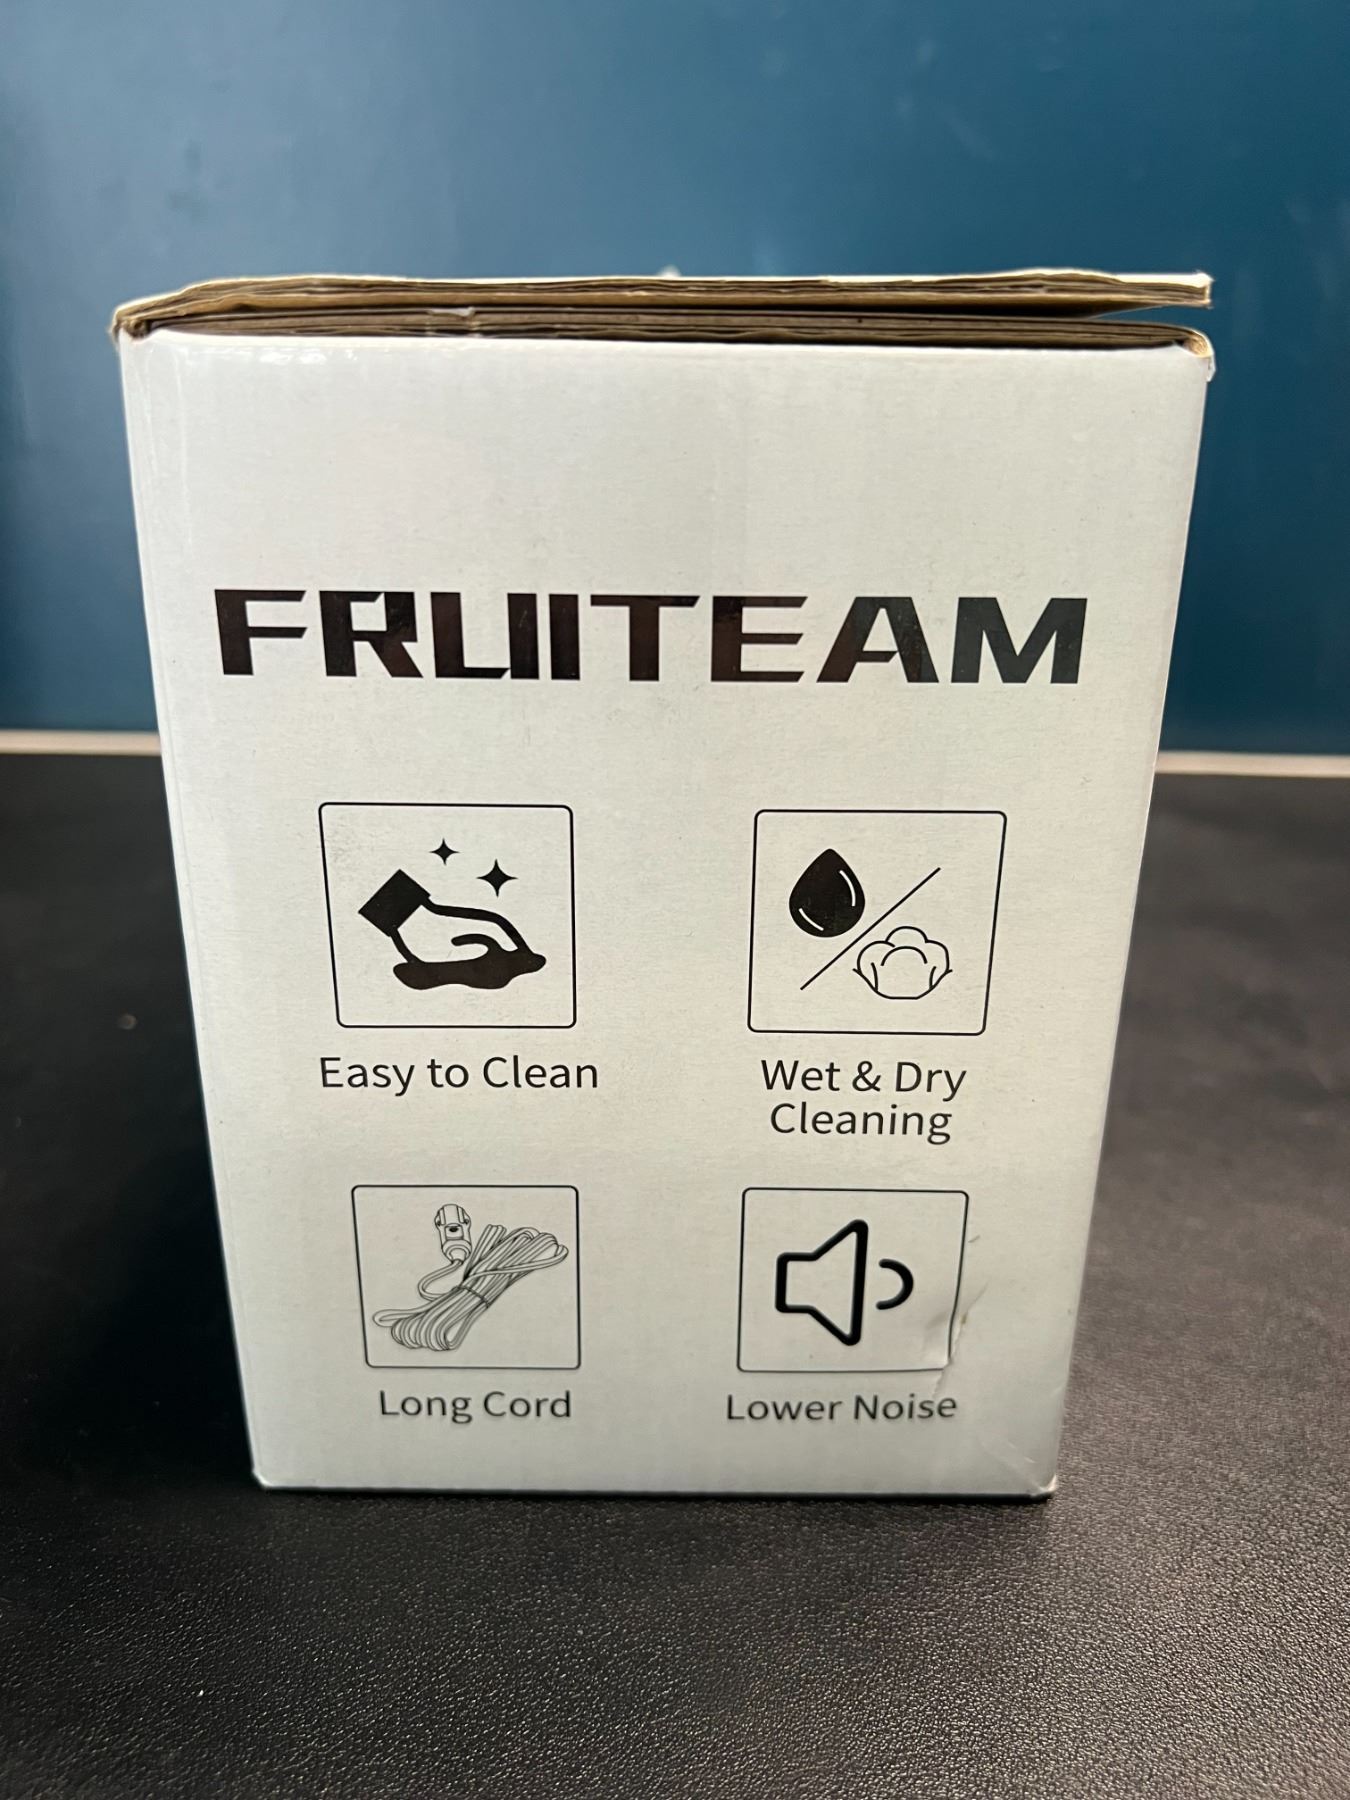 FRUITEAM
Easy to Clean
Wet & Dry
Cleaning
Long Cord
Lower Noise